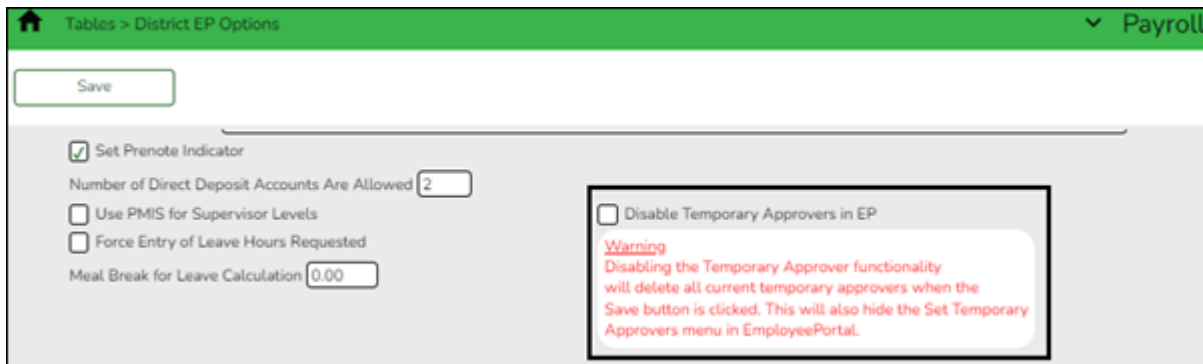 Tables > District EP Options
Payroll
Save
Set Prenote Indicator
Number of Direct Deposit Accounts Are Allowed 2
Use PMIS for Supervisor Levels
Force Entry of Leave Hours Requested
Meal Break for Leave Calculation 0.00
Disable Temporary Approvers in EP
Warning
Disabling the Temporary Approver functionality
will delete all current temporary approvers when the
Save button is clicked. This will also hide the Set Temporary
Approvers menu in EmployeePortal.